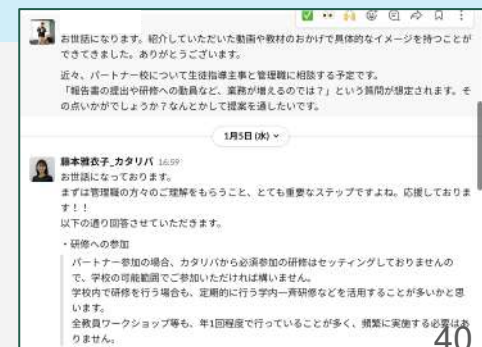 お世話になります。紹介していただいた動画や教材のおかげで具体的なイメージを持つことが
できてきました。ありがとうございます。
近々、パートナー校について生徒指導主事と管理職に相談する予定です。
「報告書の提出や研修への動員など、業務が増えるのでは？」という質問が想定されます。そ
の点いかがでしょうか？なんとかして提案を通したいです。
1月5日 (水)
藤本雅衣子_カタリバ 16:59
お世話になっております。
まずは管理職の方々のご理解をもらうこと、とても重要なステップですよね。応援しておりま
す！！
以下の通り回答させていただきます。
・研修への参加
パートナー参加の場合、カタリバから必須参加の研修はセッティングしておりませんの
で、学校の可能範囲でご参加いただければ構いません。
学校内で研修を行う場合も、定期的に行う学内一斉研修などを活用することが多いかと思
います。
全教員ワークショップ等も、年1回程度で行っていることが多く、頻繁に実施する必要はあ
りません。
40